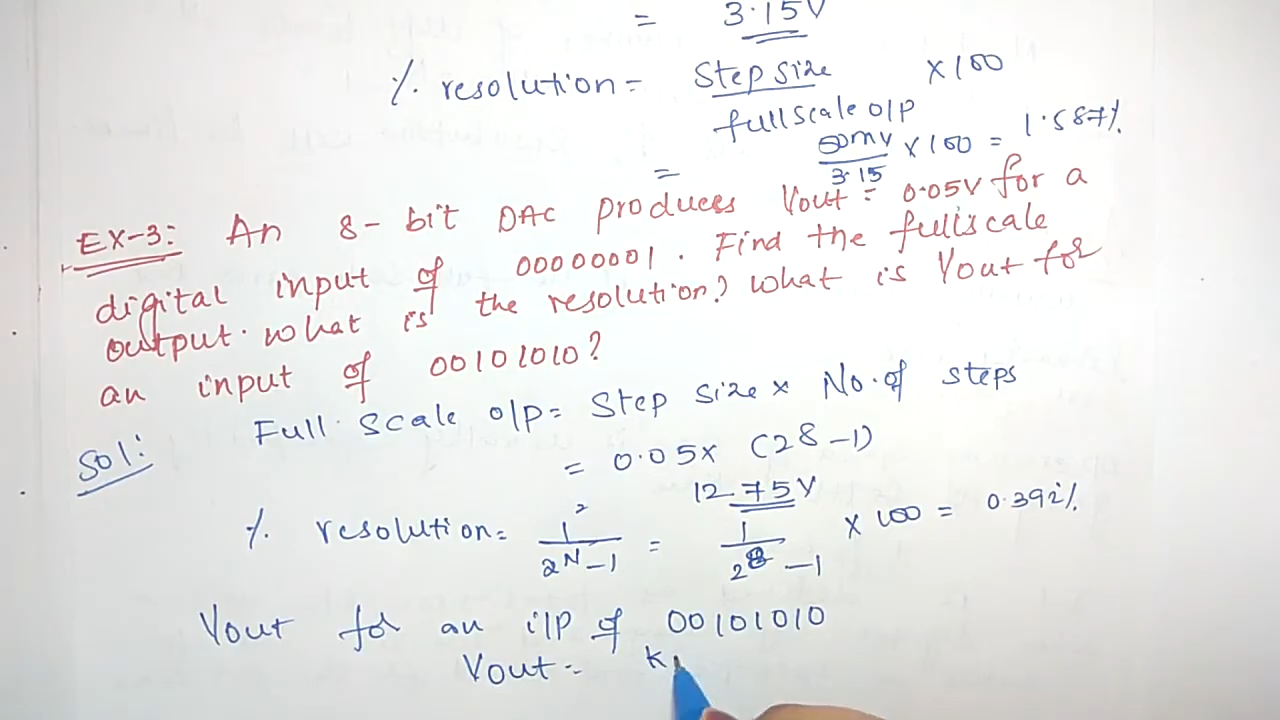 = 3.15V
% resolution = Step size / fullscale o/p × 100
= 50mV / 3.15 × 100 = 1.587%
EX-3: An 8-bit DAC produces Vout = 0.05V for a
digital input of 00000001. Find the fullscale
output. what is the resolution? what is Vout for
an input of 00101010?
Sol: Full scale o/p = Step size × No. of steps
= 0.05 × (2^8 -1)
= 12.75V
% resolution = 1 / 2^N -1 = 1 / 2^8 -1 × 100 = 0.392%
Vout for an i/p of 00101010
Vout = K